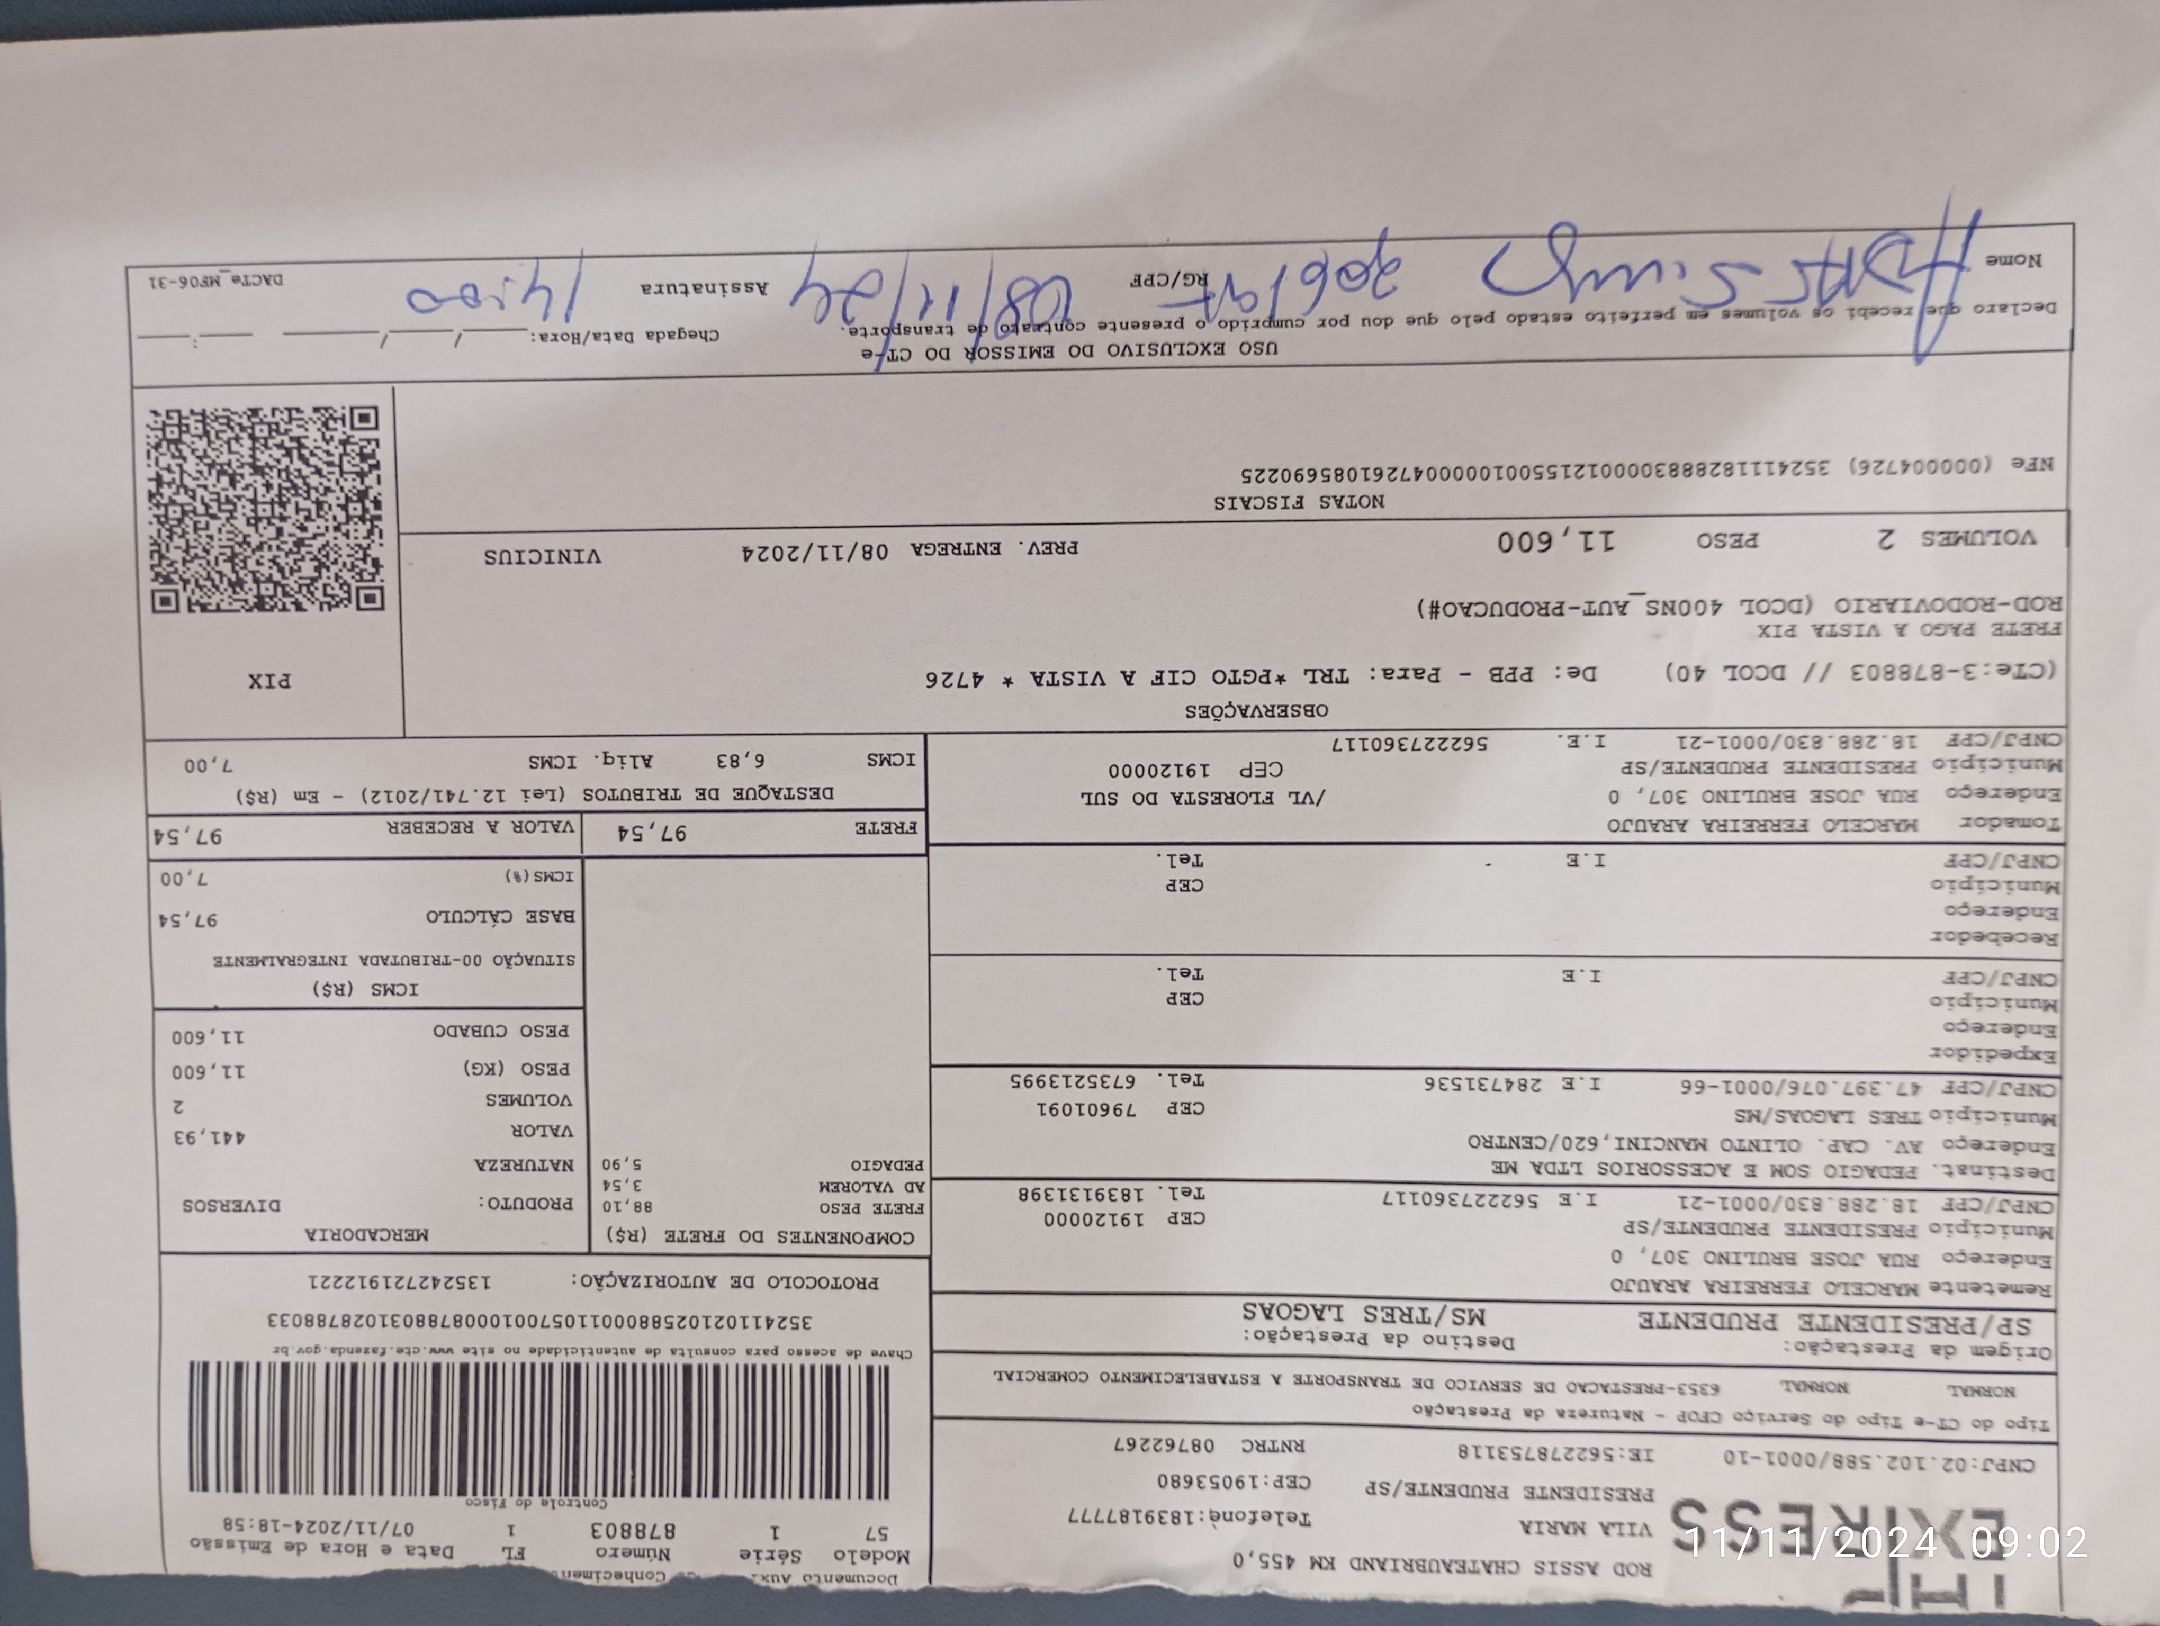 ROD ASSIS CHATEAUBRIAND KM 455,0
EXPRESS
VILA MARIA Telefone:1839187777
PRESIDENTE PRUDENTE/SP CEP:19053680
CNPJ:02.102.588/0001-10 IE:562278753118 RNTRC 08762267
Tipo do CT-e Tipo do Serviço CFOP - Natureza da Prestação
NORMAL NORMAL 6353-PRESTACAO DE SERVICO DE TRANSPORTE A ESTABELECIMENTO COMERCIAL
Origem da Prestação: Destino da Prestação:
SP/PRESIDENTE PRUDENTE MS/TRES LAGOAS
Remetente MARCELO FERREIRA ARAUJO
Endereço RUA JOSE BRULINO 307, 0
Município PRESIDENTE PRUDENTE/SP CEP 19120000
CNPJ/CPF 18.288.830/0001-21 I.E 562227360117 Tel. 1839131398
Destinat. PEDAGIO SOM E ACESSORIOS LTDA ME
Endereço AV. CAP. OLINTO MANCINI,620/CENTRO
Município TRES LAGOAS/MS CEP 79601091
CNPJ/CPF 47.397.076/0001-66 I.E 284731536 Tel. 6735213995
Expedidor
Endereço
Município CEP
CNPJ/CPF I.E Tel.
Recebedor
Endereço
Município CEP
CNPJ/CPF I.E Tel.
Tomador MARCELO FERREIRA ARAUJO
Endereço RUA JOSE BRULINO 307, 0 /VL FLORESTA DO SUL
Município PRESIDENTE PRUDENTE/SP CEP 19120000
CNPJ/CPF 18.288.830/0001-21 I.E. 562227360117
Documento Conhecimen
Modelo Série Número FL Data e Hora de Emissão
57 1 878803 1 07/11/2024-18:58
Controle do Fisco
Chave de acesso para consulta de autenticidade no site www.cte.fazenda.gov.br
35241102102588000110570010008788031028788033
PROTOCOLO DE AUTORIZAÇÃO: 135242721912221
COMPONENTES DO FRETE (R$)
FRETE PESO 88,10
AD VALOREM 3,54
PEDAGIO 5,90
MERCADORIA
PRODUTO: DIVERSOS
NATUREZA
VALOR 441,93
VOLUMES 2
PESO (KG) 11,600
PESO CUBADO 11,600
ICMS (R$)
SITUAÇÃO 00-TRIBUTADA INTEGRALMENTE
BASE CÁLCULO 97,54
ICMS(%) 7,00
FRETE 97,54 VALOR A RECEBER 97,54
DESTAQUE DE TRIBUTOS (Lei 12.741/2012) - Em (R$)
ICMS 6,83 Aliq. ICMS 7,00
OBSERVAÇÕES
(CTe:3-878803 // DCOL 40) De: PPB - Para: TRL *PGTO CIF A VISTA * 4726
FRETE PAGO A VISTA PIX
ROD-RODOVIARIO (DCOL 400NS_AUT-PRODUCAO#)
VOLUMES 2 PESO 11,600 PREV. ENTREGA 08/11/2024 VINICIUS
PIX
NOTAS FISCAIS
NFe (000004726) 35241118288830000121550010000047261085690225
USO EXCLUSIVO DO EMISSOR DO CT-e
Declaro que recebi os volumes em perfeito estado pelo que dou por cumprido o presente contrato de transporte. Chegada Data/Hora: __/__/__ __:__
Nome RG/CPF 08/11/24 Assinatura 14:00 DACTe_MF06-31
11/11/2024 09:02